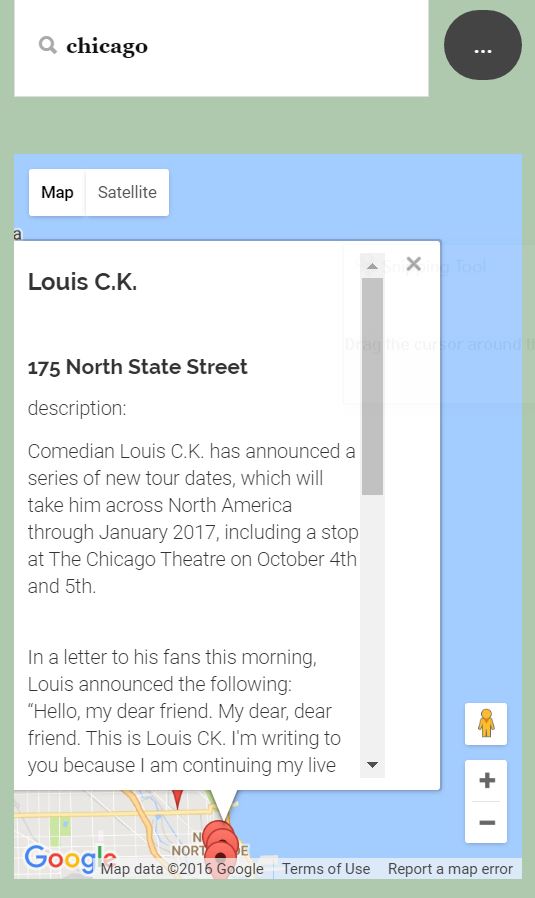 chicago
...
Map Satellite
a
Louis C.K.
175 North State Street
description:
Comedian Louis C.K. has announced a
series of new tour dates, which will
take him across North America
through January 2017, including a stop
at The Chicago Theatre on October 4th
and 5th.
In a letter to his fans this morning,
Louis announced the following:
“Hello, my dear friend. My dear, dear
friend. This is Louis CK. I'm writing to
you because I am continuing my live
Tool
Drag the cursor around
Google
Map data ©2016 Google Terms of Use Report a map error